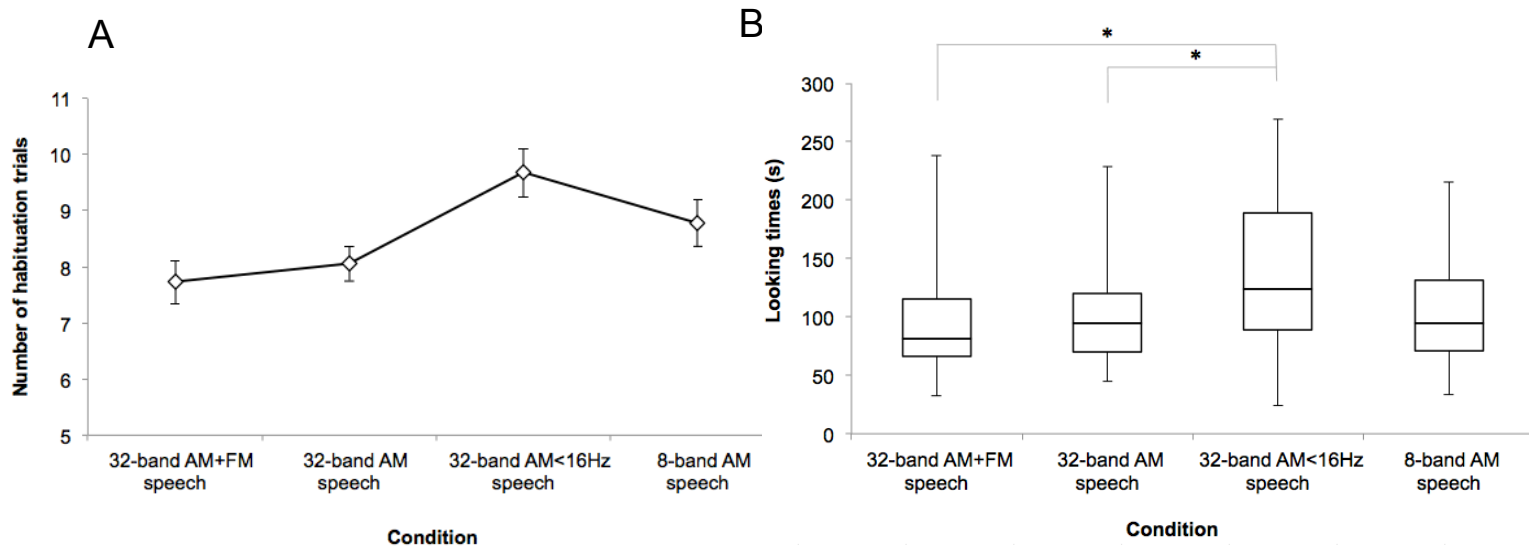 A
Number of habituation trials
11
10
9
8
7
6
5
32-band AM+FM
speech
32-band AM
speech
32-band AM<16Hz
speech
8-band AM
speech
Condition
B
*
*
Looking times (s)
300
250
200
150
100
50
0
32-band AM+FM
speech
32-band AM
speech
32-band AM<16Hz
speech
8-band AM
speech
Condition